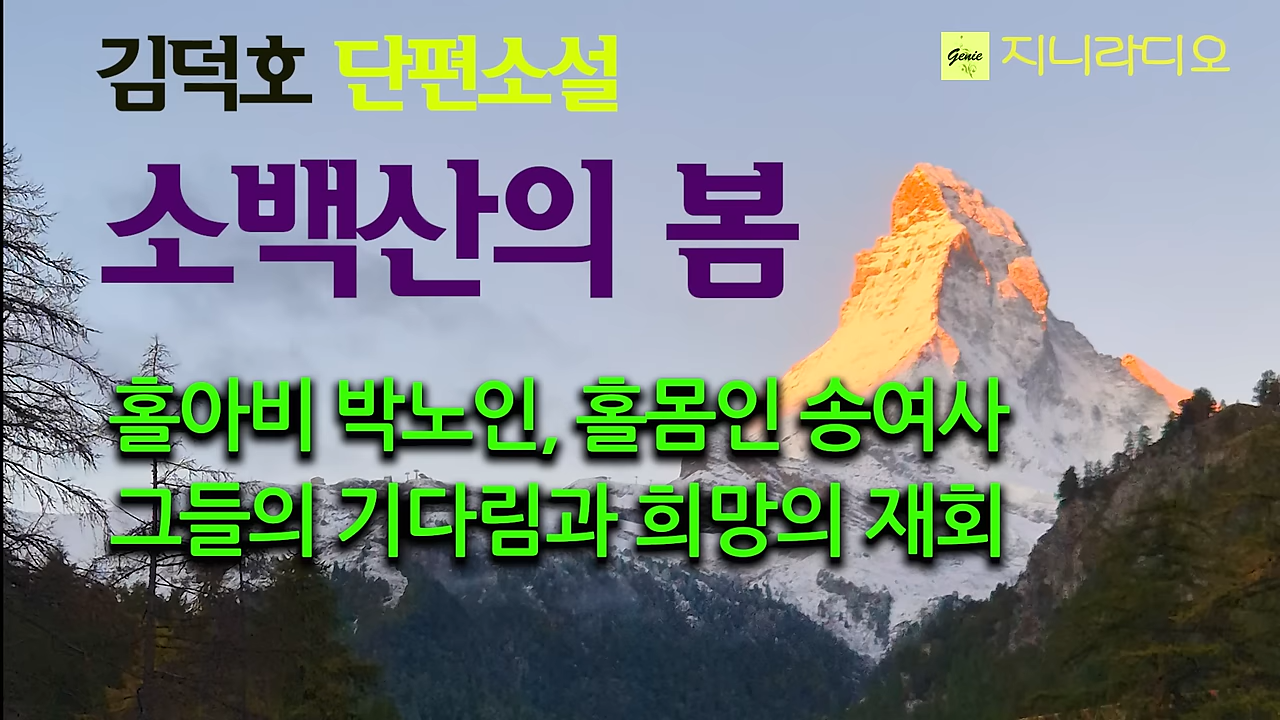 김덕호 단편소설
Genie 지니라디오
소백산의 봄
홀아비 박노인, 홀몸인 송여사
그들의 기다림과 희망의 재회